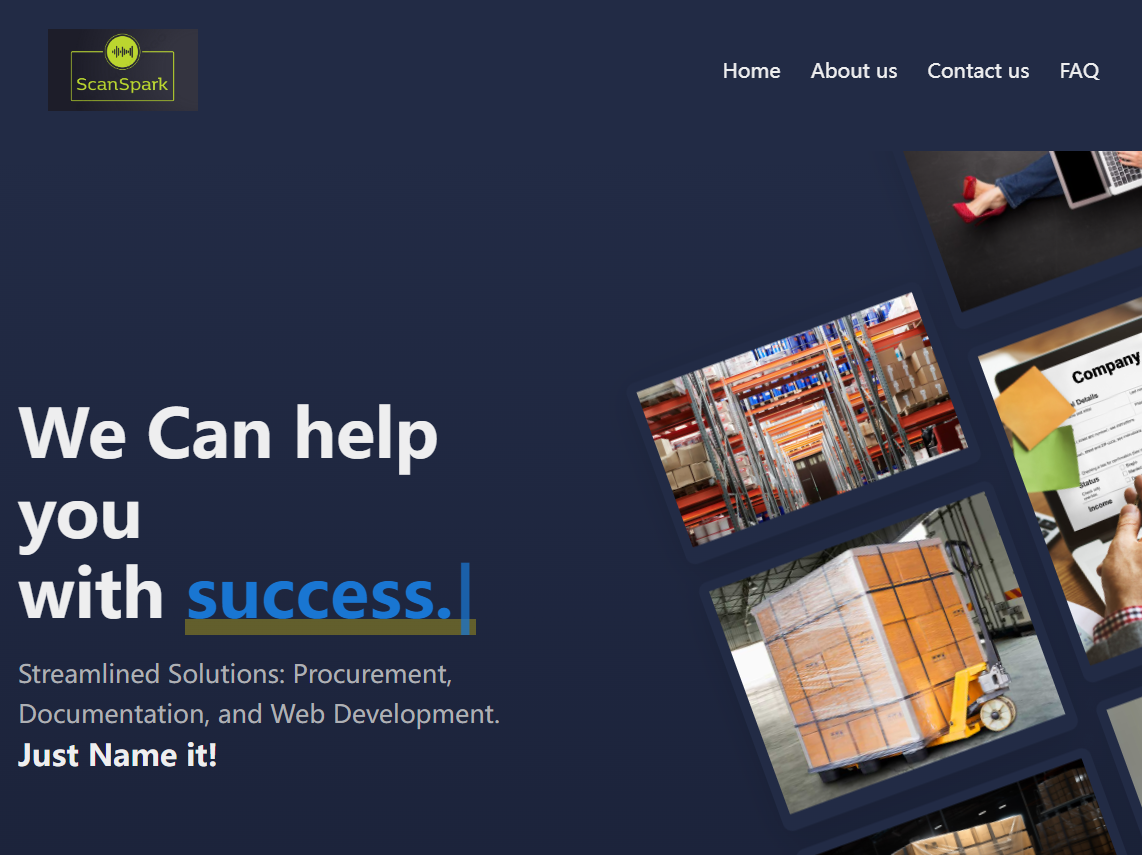 ScanSpark
Home About us Contact us FAQ
We Can help
you
with success.
Streamlined Solutions: Procurement,
Documentation, and Web Development.
Just Name it!
Company
Details
Status
Income